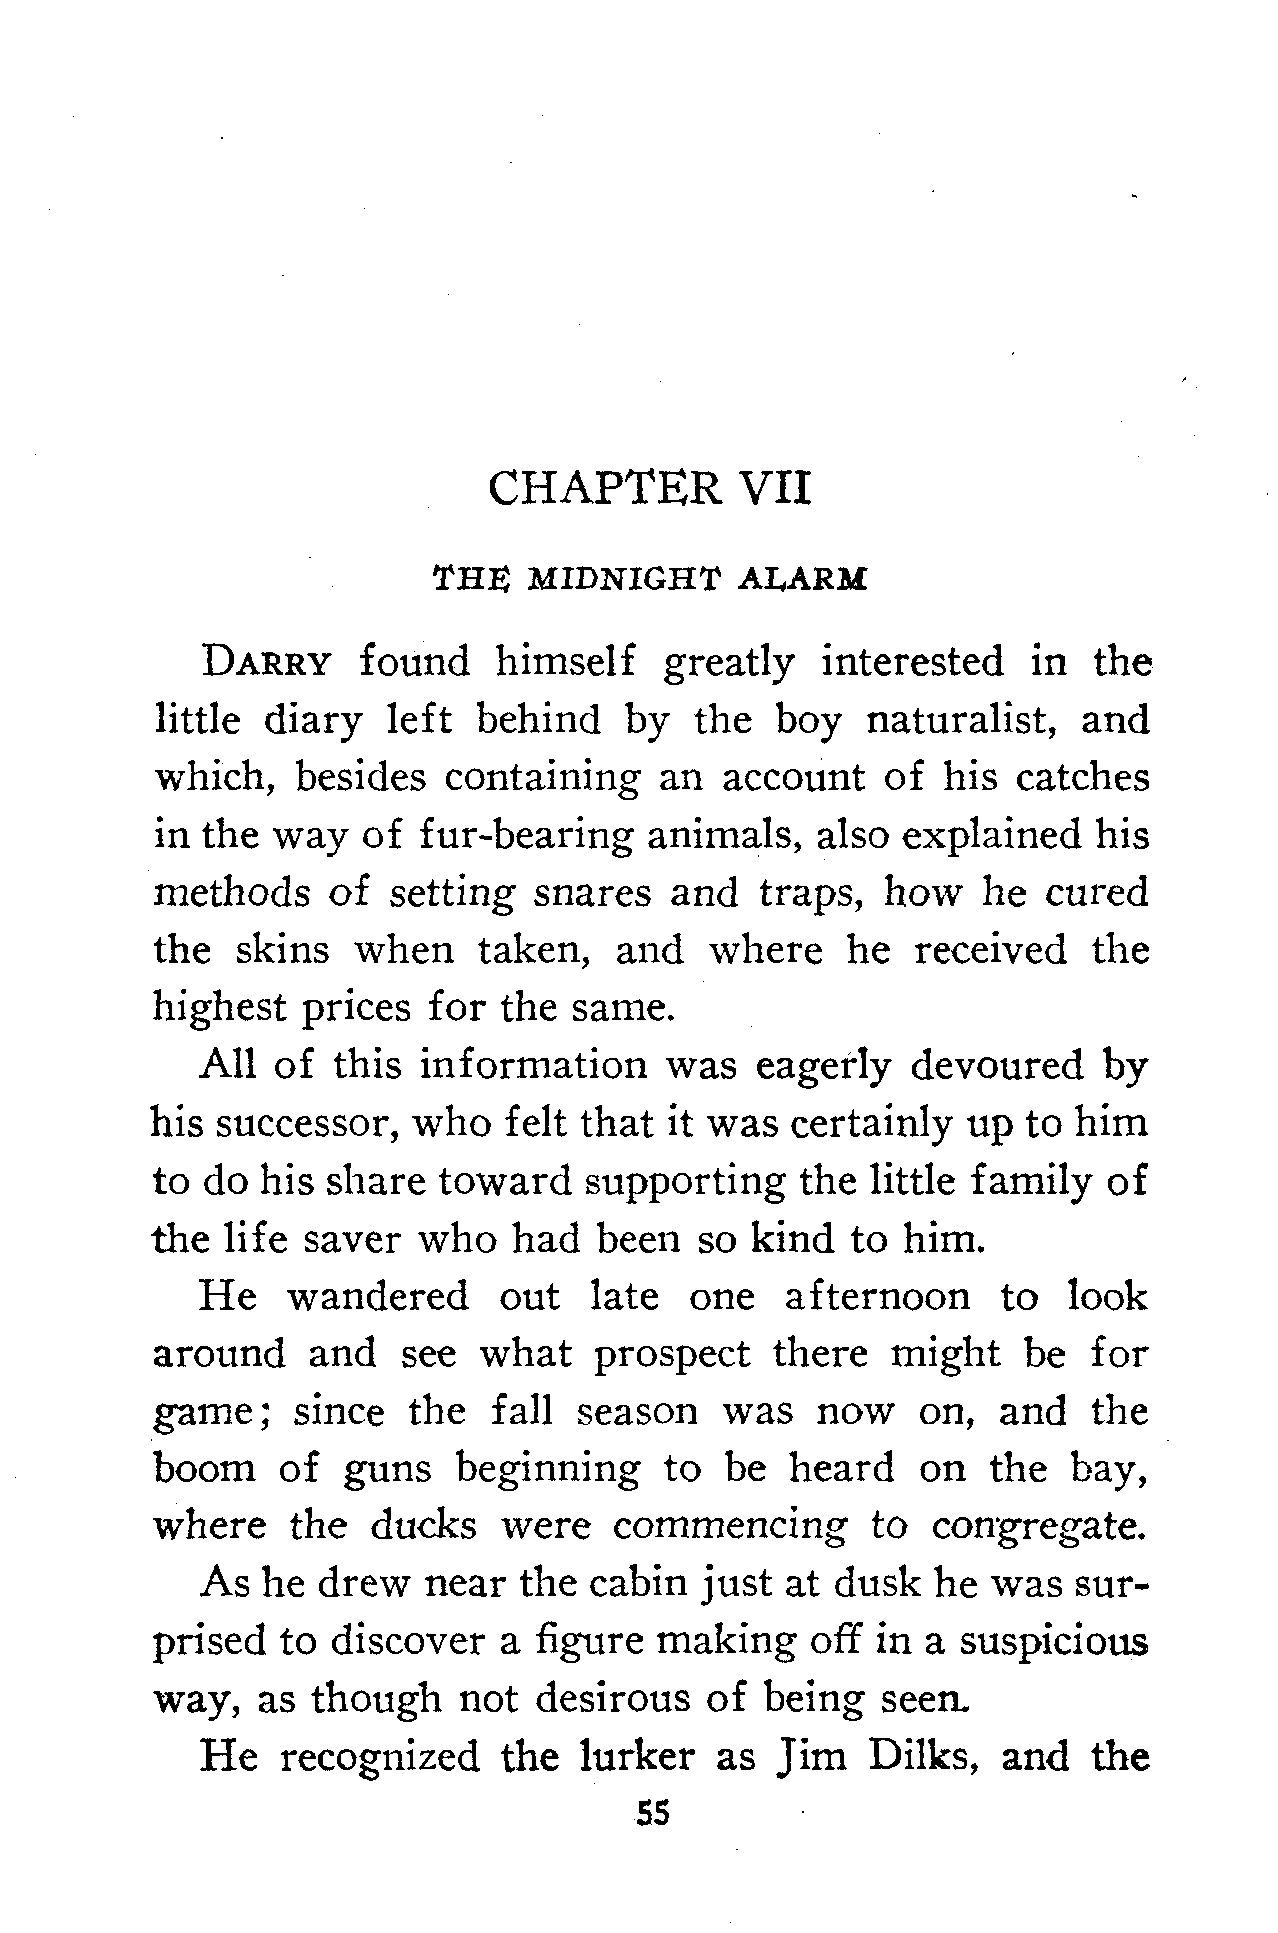 CHAPTER VII
THE MIDNIGHT ALARM
DARRY found himself greatly interested in the
little diary left behind by the boy naturalist, and
which, besides containing an account of his catches
in the way of fur-bearing animals, also explained his
methods of setting snares and traps, how he cured
the skins when taken, and where he received the
highest prices for the same.
All of this information was eagerly devoured by
his successor, who felt that it was certainly up to him
to do his share toward supporting the little family of
the life saver who had been so kind to him.
He wandered out late one afternoon to look
around and see what prospect there might be for
game; since the fall season was now on, and the
boom of guns beginning to be heard on the bay,
where the ducks were commencing to congregate.
As he drew near the cabin just at dusk he was sur-
prised to discover a figure making off in a suspicious
way, as though not desirous of being seen.
He recognized the lurker as Jim Dilks, and the
55